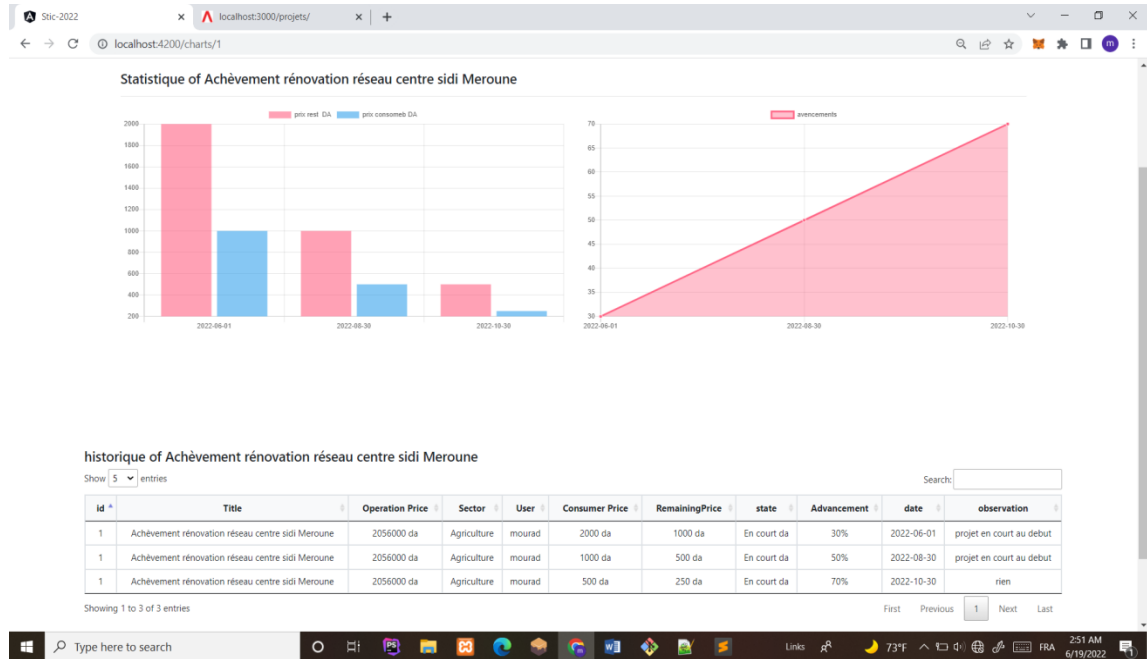 Stic-2022
localhost:3000/projets/
localhost:4200/charts/1
m
Statistique of Achèvement rénovation réseau centre sidi Meroune
prix rest DA prix consomeb DA
2000
1800
1600
1400
1200
1000
800
600
400
200
2022-06-01 2022-08-30 2022-10-30
avencements
70
65
60
55
50
45
40
35
30
2022-06-01 2022-08-30 2022-10-30
historique of Achèvement rénovation réseau centre sidi Meroune
Show 5 entries Search:
id Title Operation Price Sector User Consumer Price RemainingPrice state Advancement date observation
1 Achèvement rénovation réseau centre sidi Meroune 2056000 da Agriculture mourad 2000 da 1000 da En court da 30% 2022-06-01 projet en court au debut
1 Achèvement rénovation réseau centre sidi Meroune 2056000 da Agriculture mourad 1000 da 500 da En court da 50% 2022-08-30 projet en court au debut
1 Achèvement rénovation réseau centre sidi Meroune 2056000 da Agriculture mourad 500 da 250 da En court da 70% 2022-10-30 rien
Showing 1 to 3 of 3 entries First Previous 1 Next Last
Type here to search PS W Links 73°F FRA 2:51 AM
6/19/2022